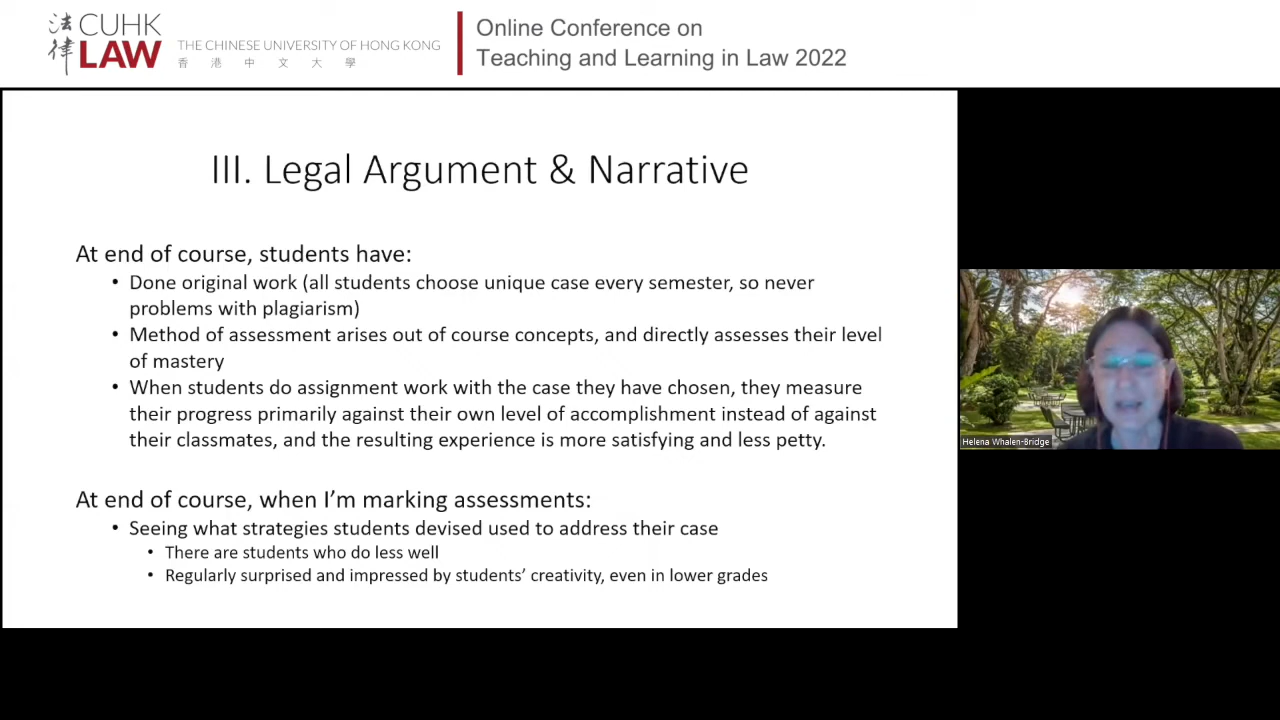 法律
CUHK
LAW
THE CHINESE UNIVERSITY OF HONG KONG
香港中文大學
Online Conference on
Teaching and Learning in Law 2022
III. Legal Argument & Narrative
At end of course, students have:
• Done original work (all students choose unique case every semester, so never
problems with plagiarism)
• Method of assessment arises out of course concepts, and directly assesses their level
of mastery
• When students do assignment work with the case they have chosen, they measure
their progress primarily against their own level of accomplishment instead of against
their classmates, and the resulting experience is more satisfying and less petty.
At end of course, when I’m marking assessments:
• Seeing what strategies students devised used to address their case
• There are students who do less well
• Regularly surprised and impressed by students’ creativity, even in lower grades
Helena Whalen-Bridge